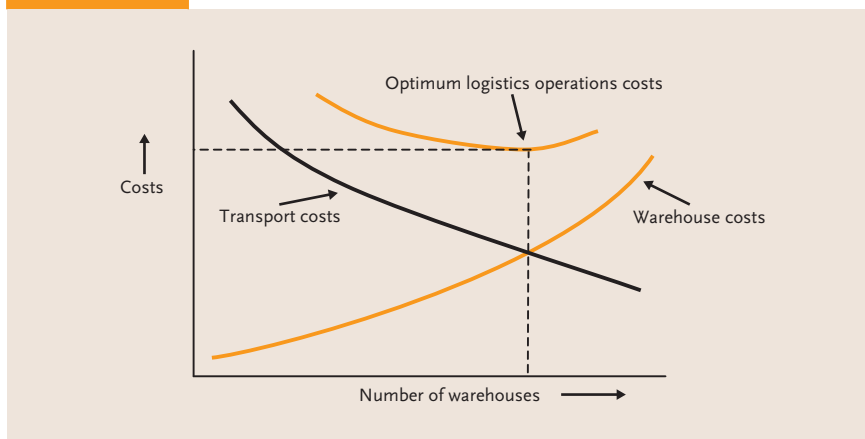 Optimum logistics operations costs
Costs
Transport costs
Warehouse costs
Number of warehouses